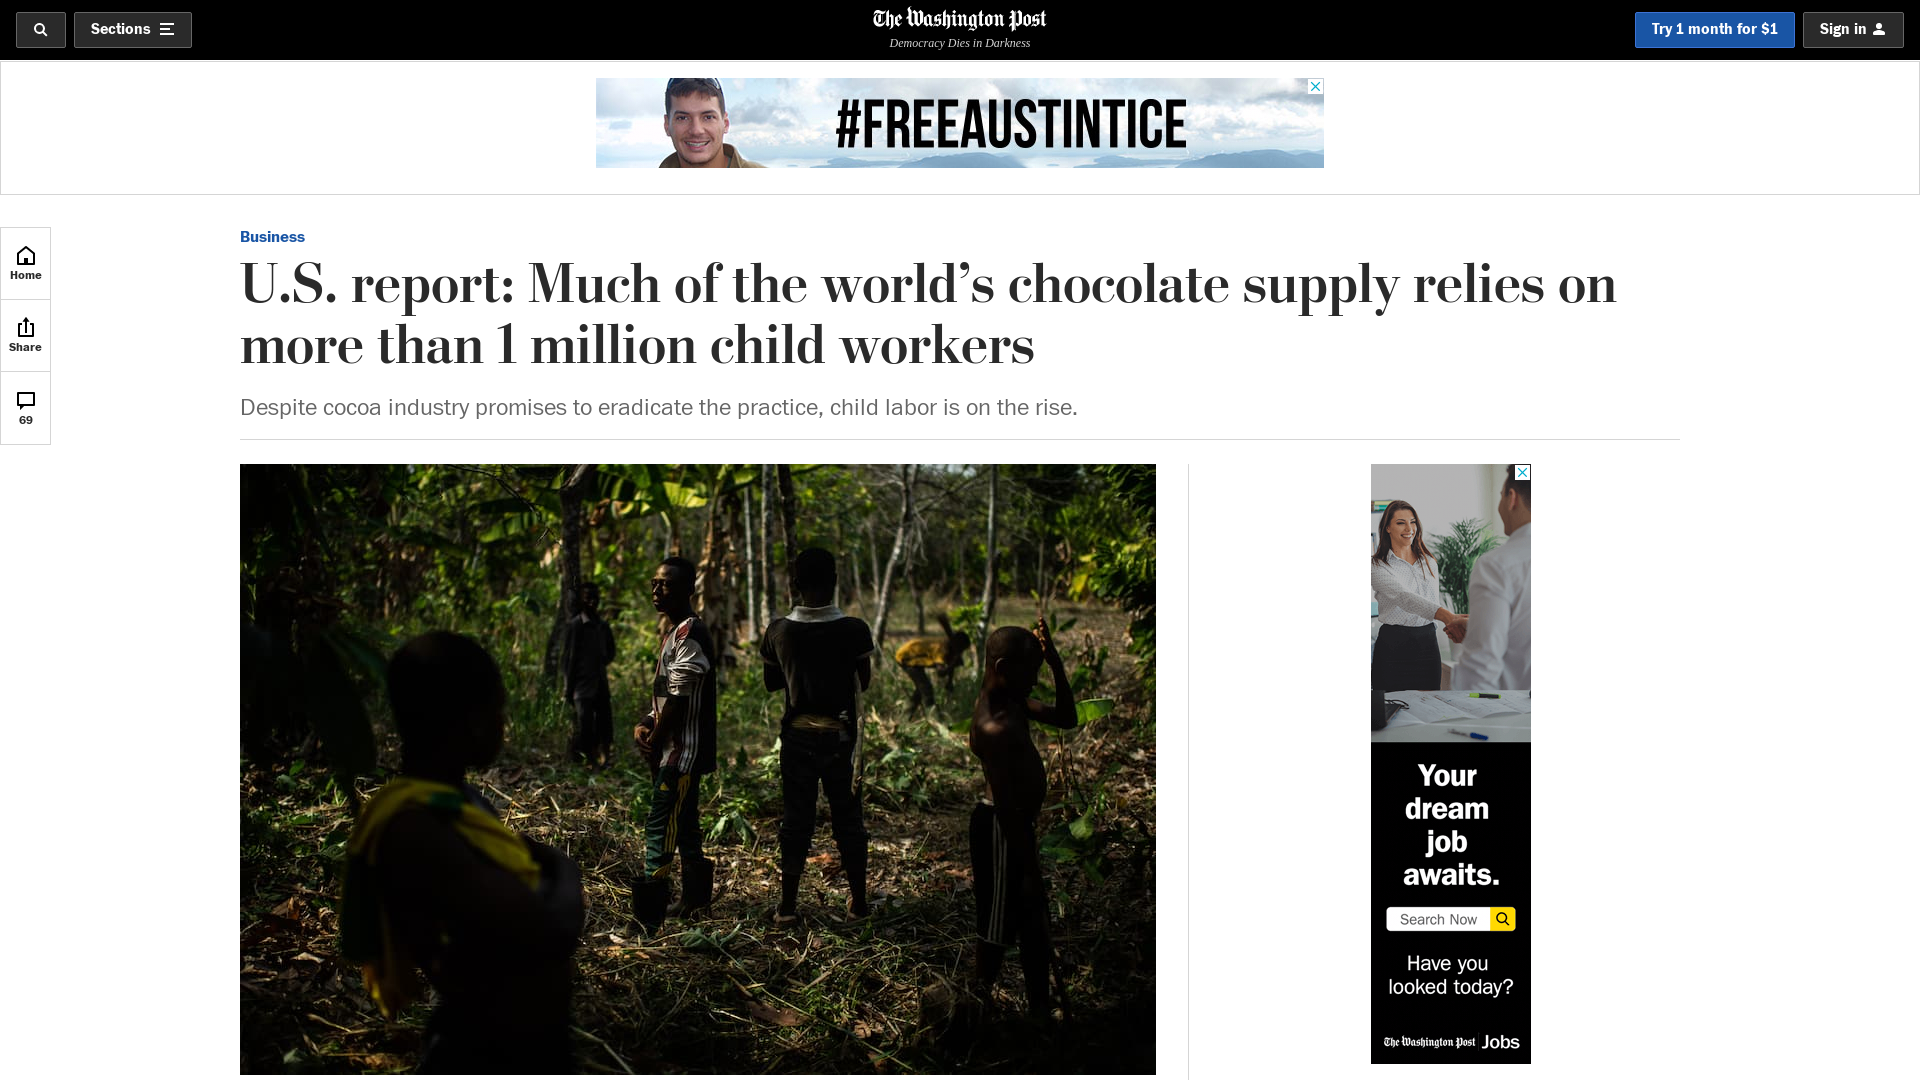 Sections
The Washington Post
Democracy Dies in Darkness
Try 1 month for $1
Sign in
#FREEAUSTINTICE
Home
Share
69
Business
U.S. report: Much of the world’s chocolate supply relies on
more than 1 million child workers
Despite cocoa industry promises to eradicate the practice, child labor is on the rise.
Your
dream
job
awaits.
Search Now
Have you
looked today?
The Washington Post Jobs